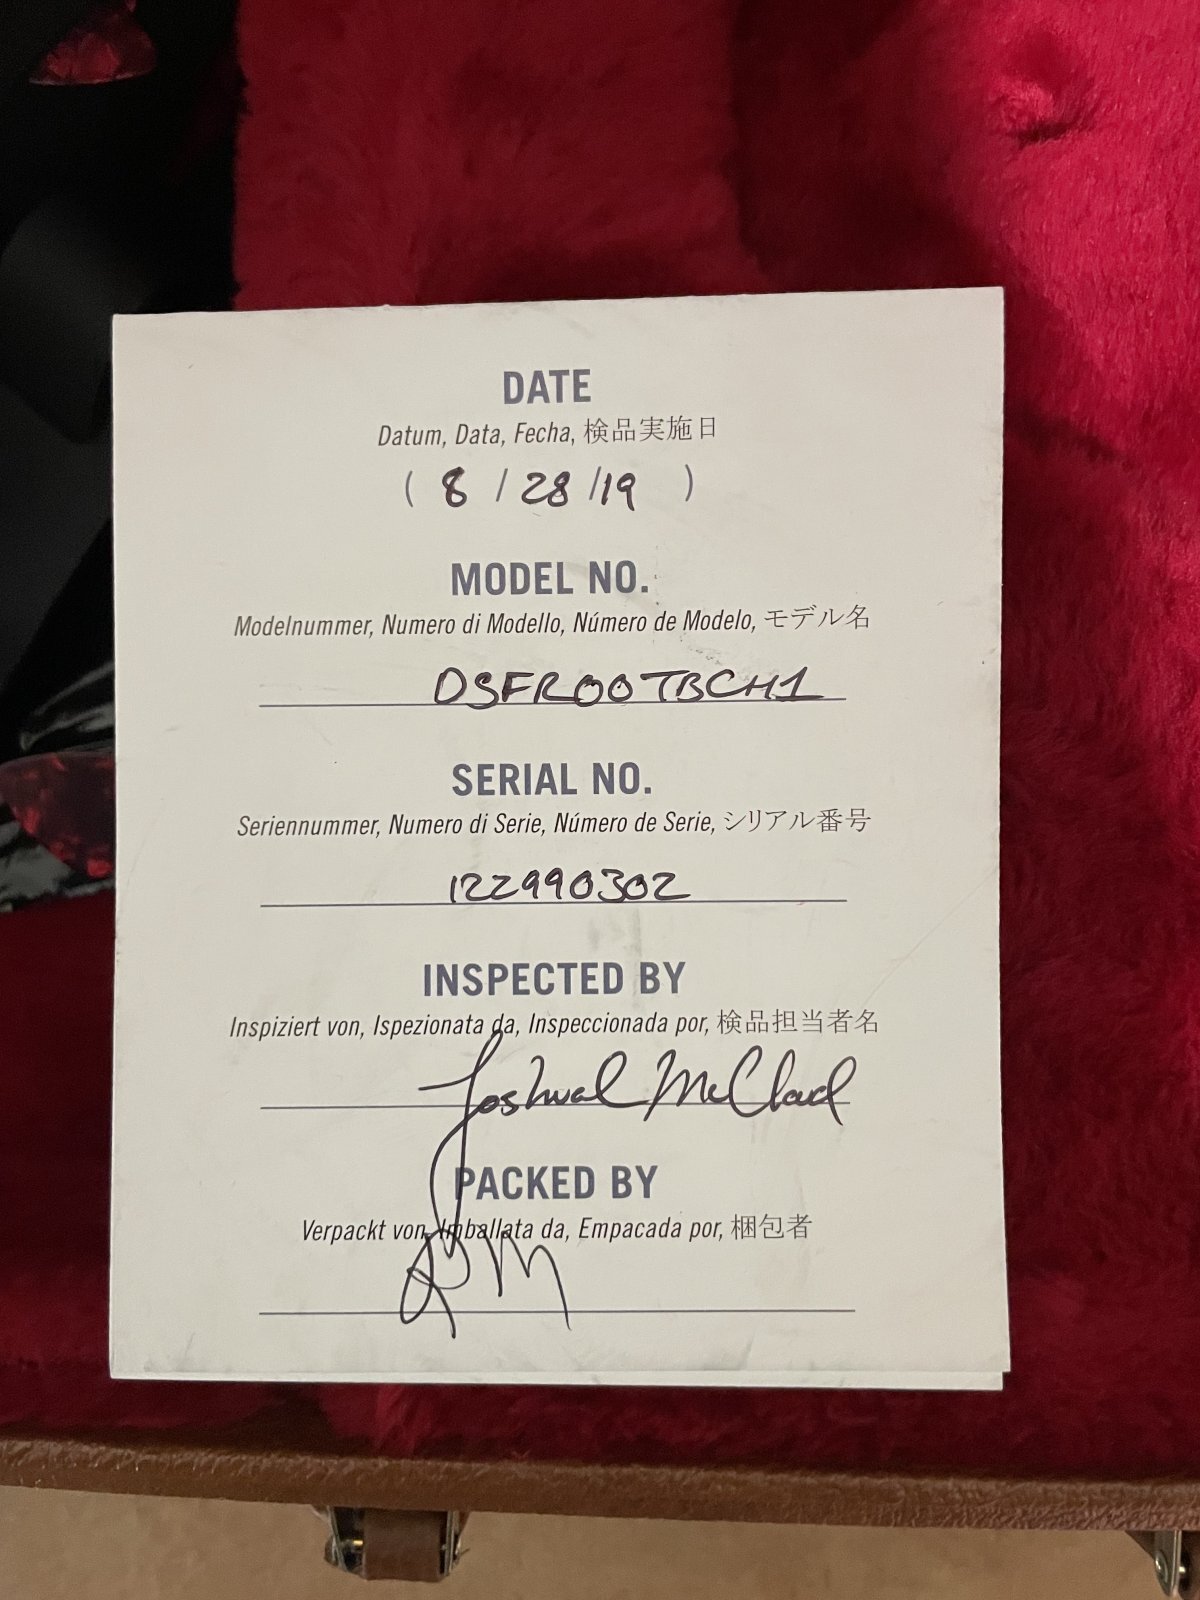 DATE
Datum, Data, Fecha, 検品実施日
( 8 / 28 /19 )
MODEL NO.
Modelnummer, Numero di Modello, Número de Modelo, モデル名
DSFR00TBCH1
SERIAL NO.
Seriennummer, Numero di Serie, Número de Serie, シリアル番号
122990302
INSPECTED BY
Inspiziert von, Ispezionata da, Inspeccionada por, 検品担当者名
PACKED BY
Verpackt von, Imballata da, Empacada por, 梱包者